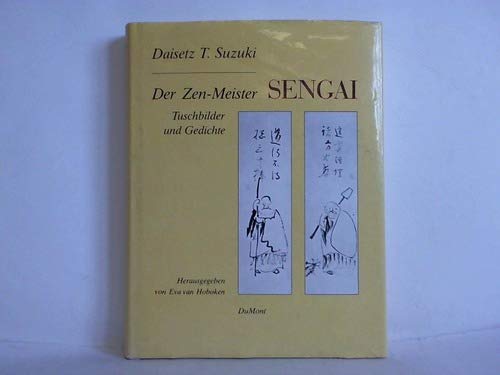 Daisetz T. Suzuki
Der Zen-Meister SENGAI
Tuschbilder
und Gedichte
Herausgegeben
von Eva van Hoboken
DuMont